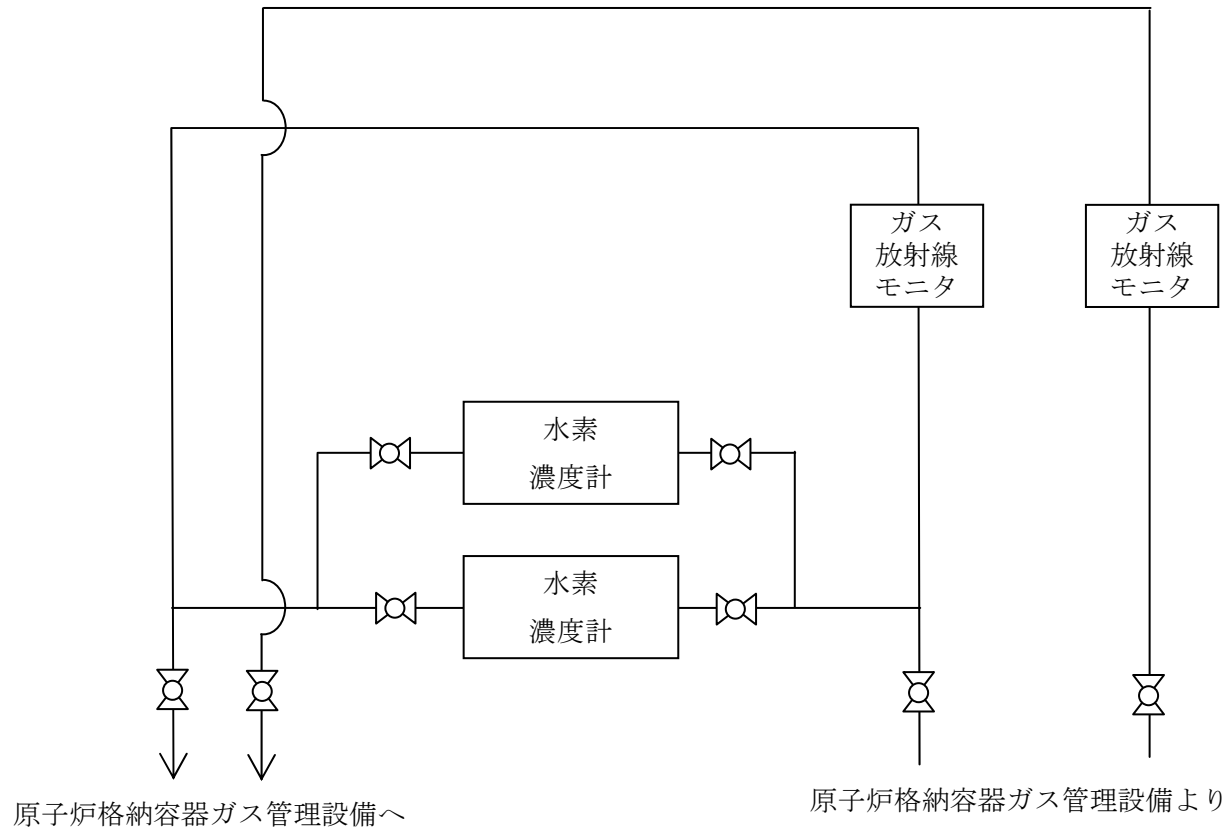 ガス
放射線
モニタ
ガス
放射線
モニタ
水素
濃度計
水素
濃度計
原子炉格納容器ガス管理設備へ
原子炉格納容器ガス管理設備より